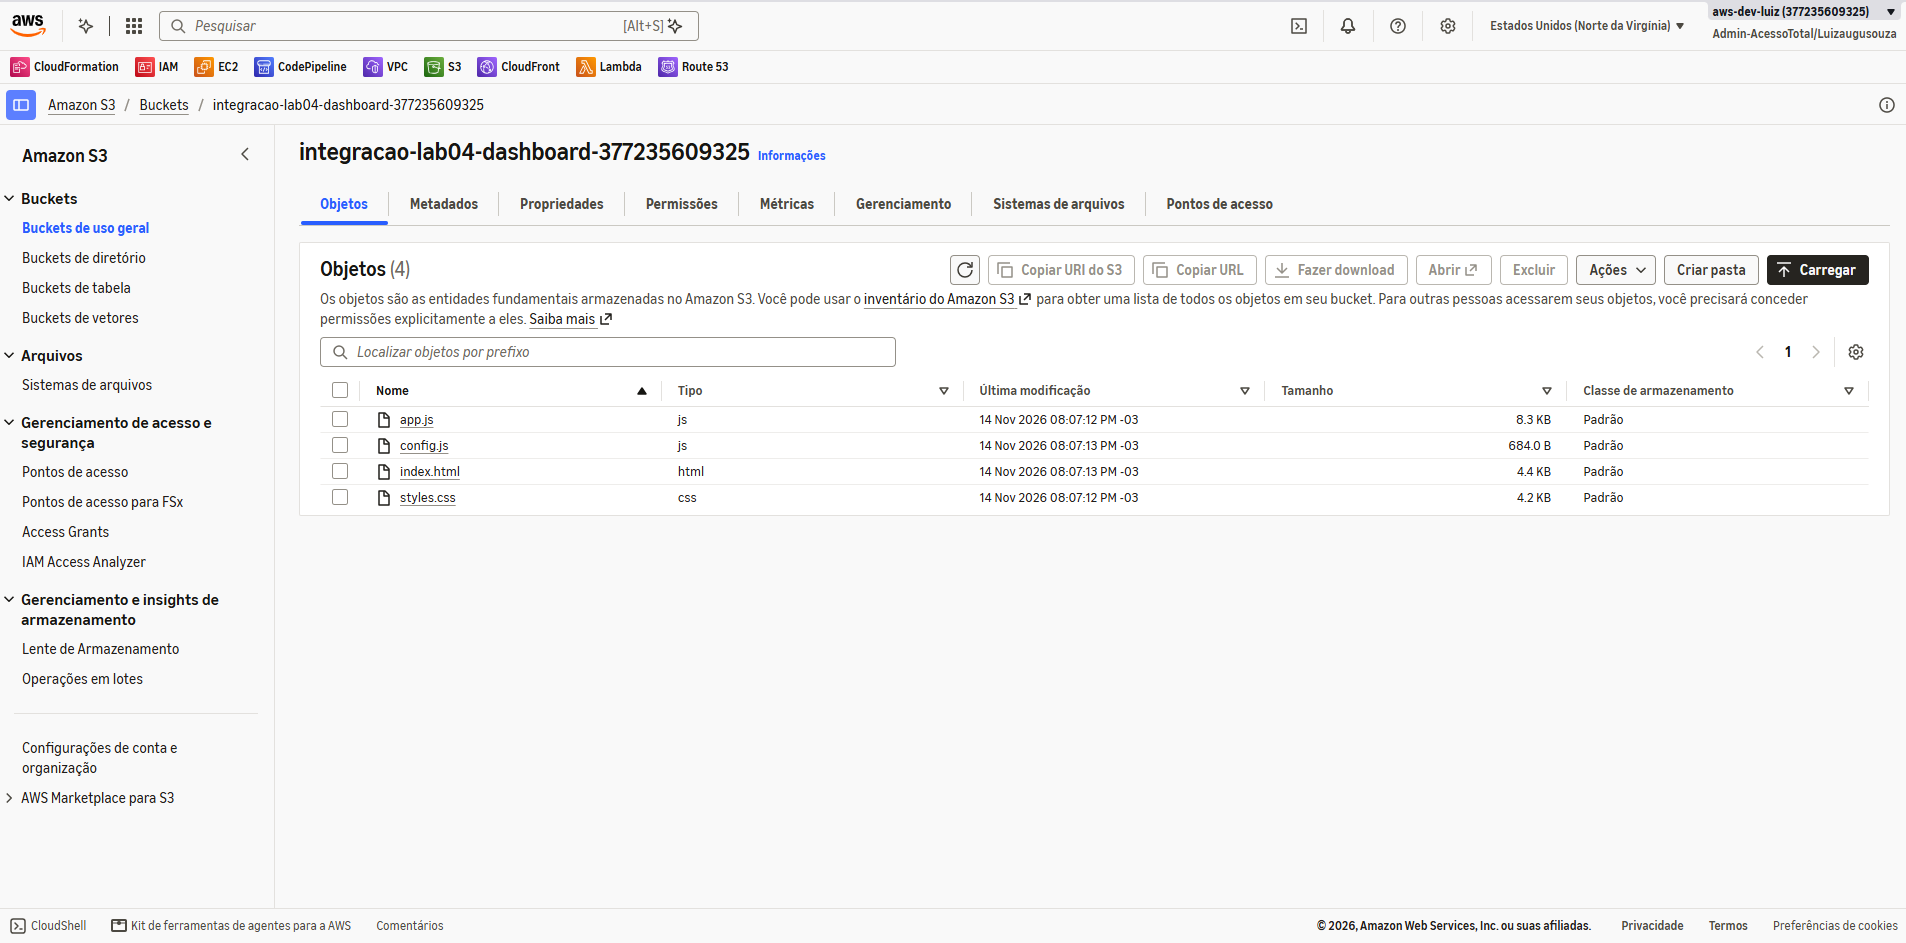 aws
Pesquisar
[Alt+S]
Estados Unidos (Norte da Virgínia)
aws-dev-luiz (377235609325)
Admin-AcessoTotal/Luizaugusouza
CloudFormation
IAM
EC2
CodePipeline
VPC
S3
CloudFront
Lambda
Route 53
Amazon S3 / Buckets / integracao-lab04-dashboard-377235609325
Amazon S3
Buckets
Buckets de uso geral
Buckets de diretório
Buckets de tabela
Buckets de vetores
Arquivos
Sistemas de arquivos
Gerenciamento de acesso e
segurança
Pontos de acesso
Pontos de acesso para FSx
Access Grants
IAM Access Analyzer
Gerenciamento e insights de
armazenamento
Lente de Armazenamento
Operações em lotes
Configurações de conta e
organização
AWS Marketplace para S3
integracao-lab04-dashboard-377235609325 Informações
Objetos
Metadados
Propriedades
Permissões
Métricas
Gerenciamento
Sistemas de arquivos
Pontos de acesso
Objetos (4)
Copiar URI do S3
Copiar URL
Fazer download
Abrir
Excluir
Ações
Criar pasta
Carregar
Os objetos são as entidades fundamentais armazenadas no Amazon S3. Você pode usar o inventário do Amazon S3 para obter uma lista de todos os objetos em seu bucket. Para outras pessoas acessarem seus objetos, você precisará conceder
permissões explicitamente a eles. Saiba mais
Localizar objetos por prefixo
1
Nome Tipo Última modificação Tamanho Classe de armazenamento
app.js js 14 Nov 2026 08:07:12 PM -03 8.3 KB Padrão
config.js js 14 Nov 2026 08:07:13 PM -03 684.0 B Padrão
index.html html 14 Nov 2026 08:07:13 PM -03 4.4 KB Padrão
styles.css css 14 Nov 2026 08:07:12 PM -03 4.2 KB Padrão
CloudShell
Kit de ferramentas de agentes para a AWS
Comentários
© 2026, Amazon Web Services, Inc. ou suas afiliadas.
Privacidade
Termos
Preferências de cookies